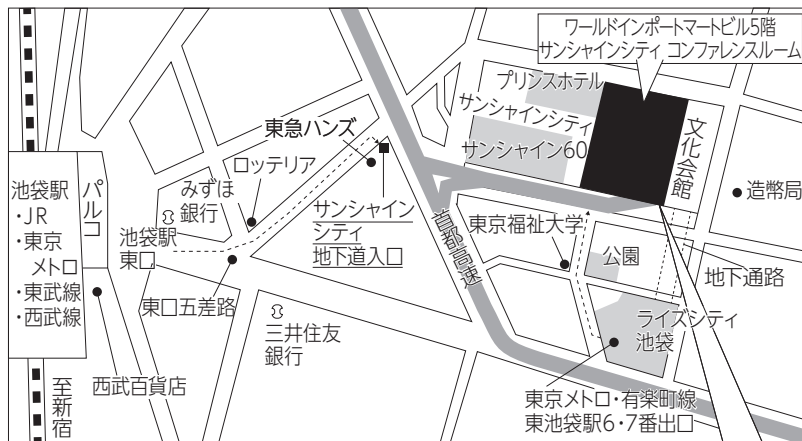 ワールドインポートマートビル5階
サンシャインシティ コンファレンスルーム
プリンスホテル
サンシャインシティ
サンシャイン60
文化会館
造幣局
東急ハンズ
ロッテリア
みずほ
銀行
パルコ
池袋駅
・JR
・東京
メトロ
・東武線
・西武線
池袋駅
東口
サンシャイン
シティ
地下道入口
首都高速
東京福祉大学
公園
地下通路
東口五差路
三井住友
銀行
ライズシティ
池袋
西武百貨店
至新宿
東京メトロ・有楽町線
東池袋駅6・7番出口